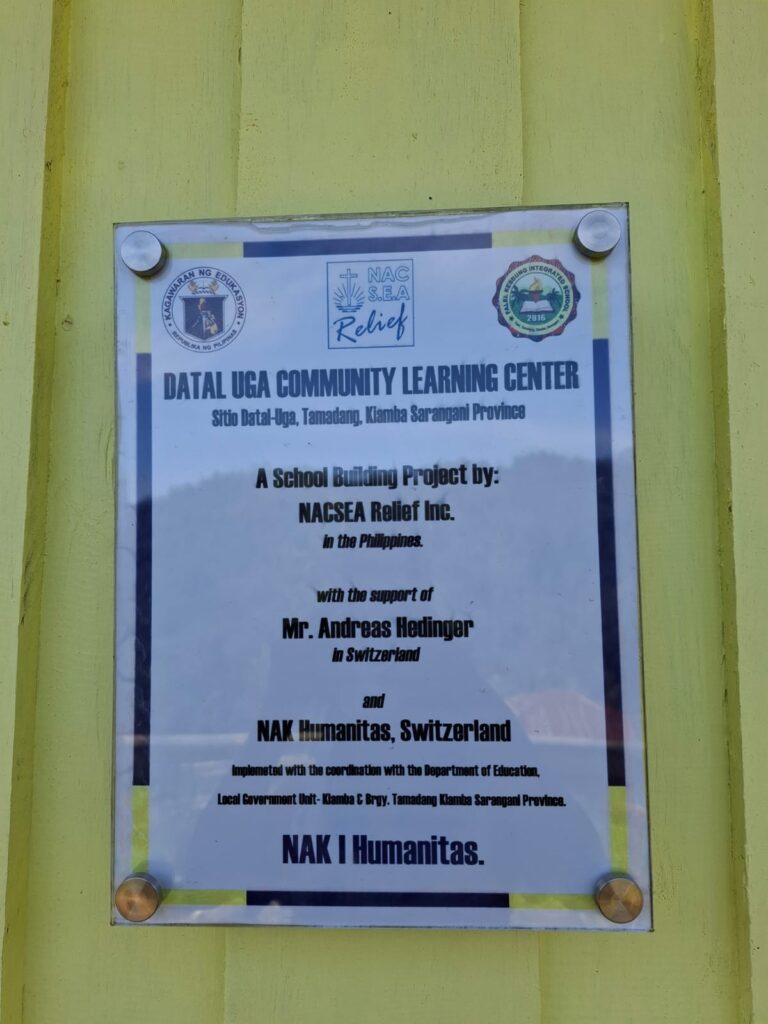 KAGAWARAN NG EDUKASYON
REPUBLIKA NG PILIPINAS
NAC
S.E.A
Relief
INTEGRATED SCHOOL
2016
DATAL UGA COMMUNITY LEARNING CENTER
Sitio Datal-Uga, Tamadang, Kiamba Sarangani Province
A School Building Project by:
NACSEA Relief Inc.
in the Philippines.
with the support of
Mr. Andreas Hedinger
in Switzerland
and
NAK Humanitas, Switzerland
Implemeted with the coordination with the Department of Education,
Local Government Unit- Kiamba & Brgy. Tamadang Kiamba Sarangani Province.
NAK I Humanitas.